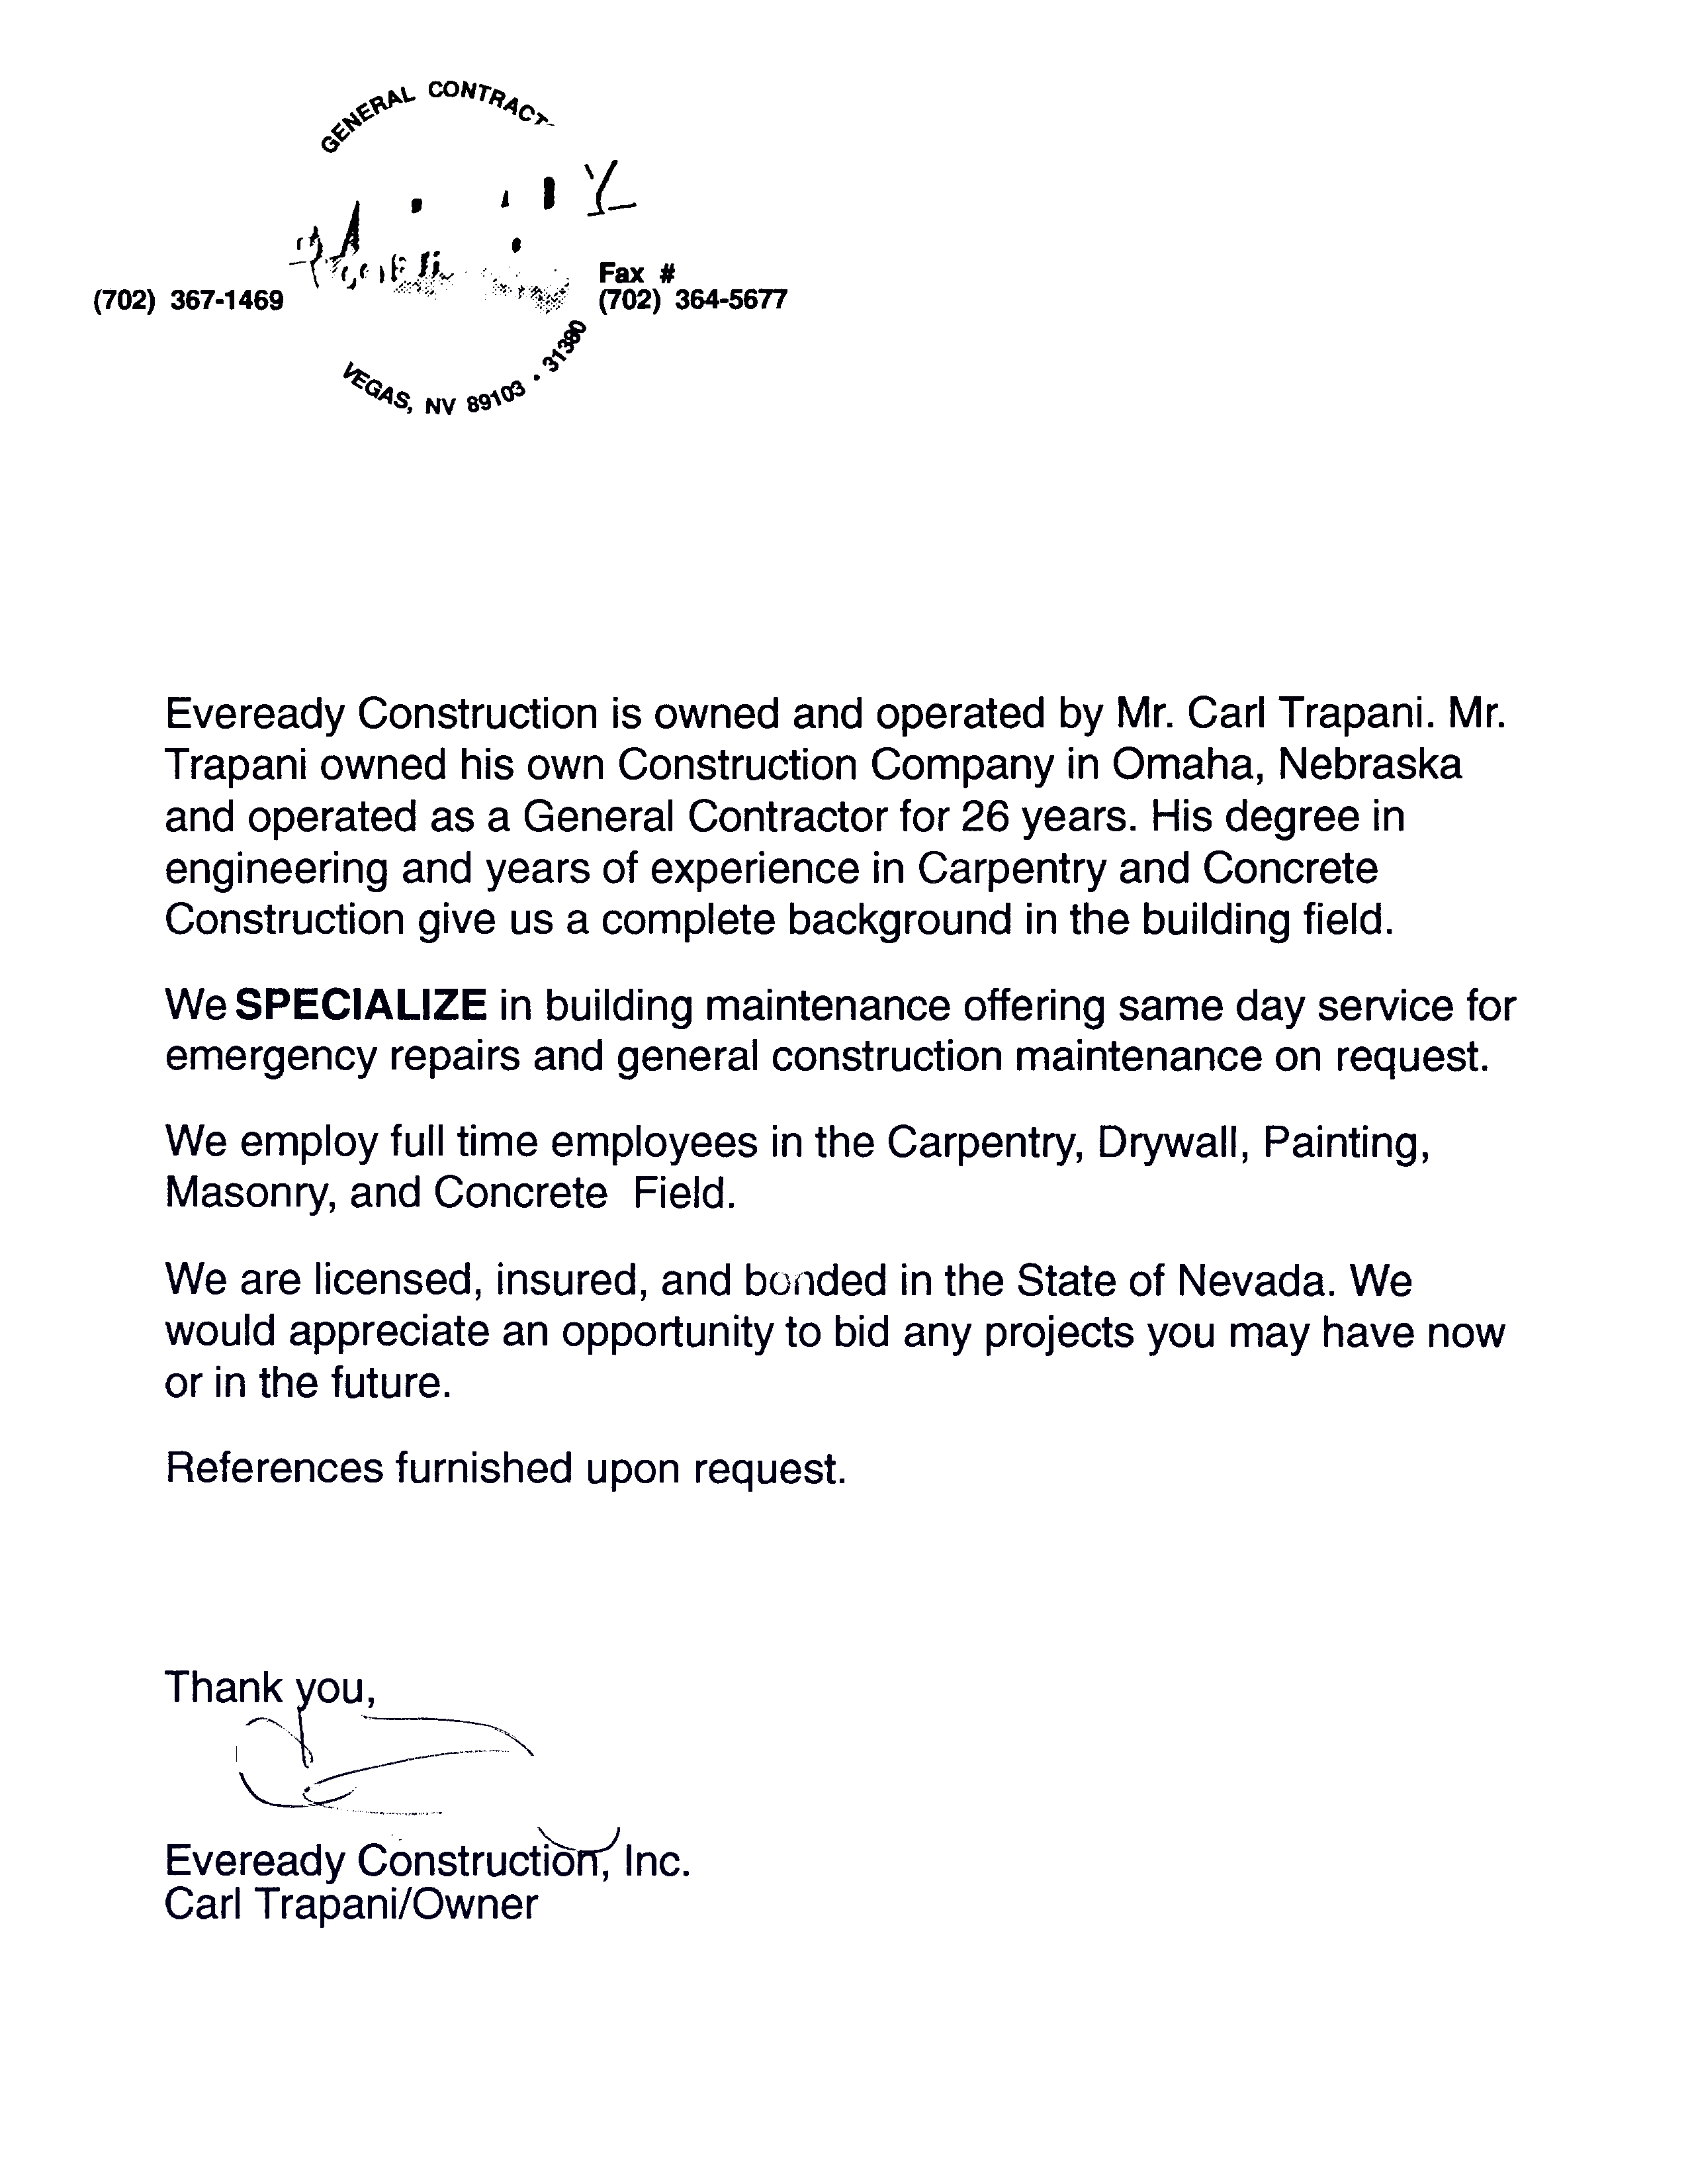 GENERAL CONTRACT
(702) 367-1469
Fax #
(702) 364-5677
VEGAS, NV 89103 · 31380
Eveready Construction is owned and operated by Mr. Carl Trapani. Mr.
Trapani owned his own Construction Company in Omaha, Nebraska
and operated as a General Contractor for 26 years. His degree in
engineering and years of experience in Carpentry and Concrete
Construction give us a complete background in the building field.
We SPECIALIZE in building maintenance offering same day service for
emergency repairs and general construction maintenance on request.
We employ full time employees in the Carpentry, Drywall, Painting,
Masonry, and Concrete Field.
We are licensed, insured, and bonded in the State of Nevada. We
would appreciate an opportunity to bid any projects you may have now
or in the future.
References furnished upon request.
Thank you,
Eveready Construction, Inc.
Carl Trapani/Owner